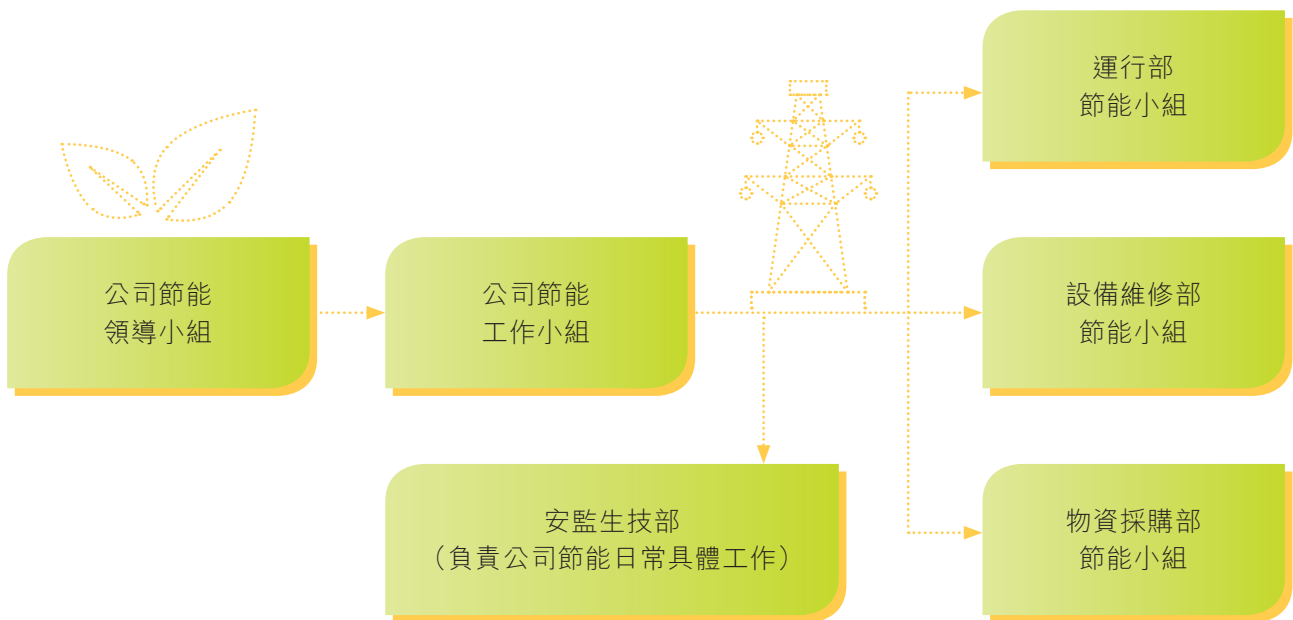 運行部
節能小組
公司節能
領導小組
公司節能
工作小組
設備維修部
節能小組
安監生技部
（負責公司節能日常具體工作）
物資採購部
節能小組